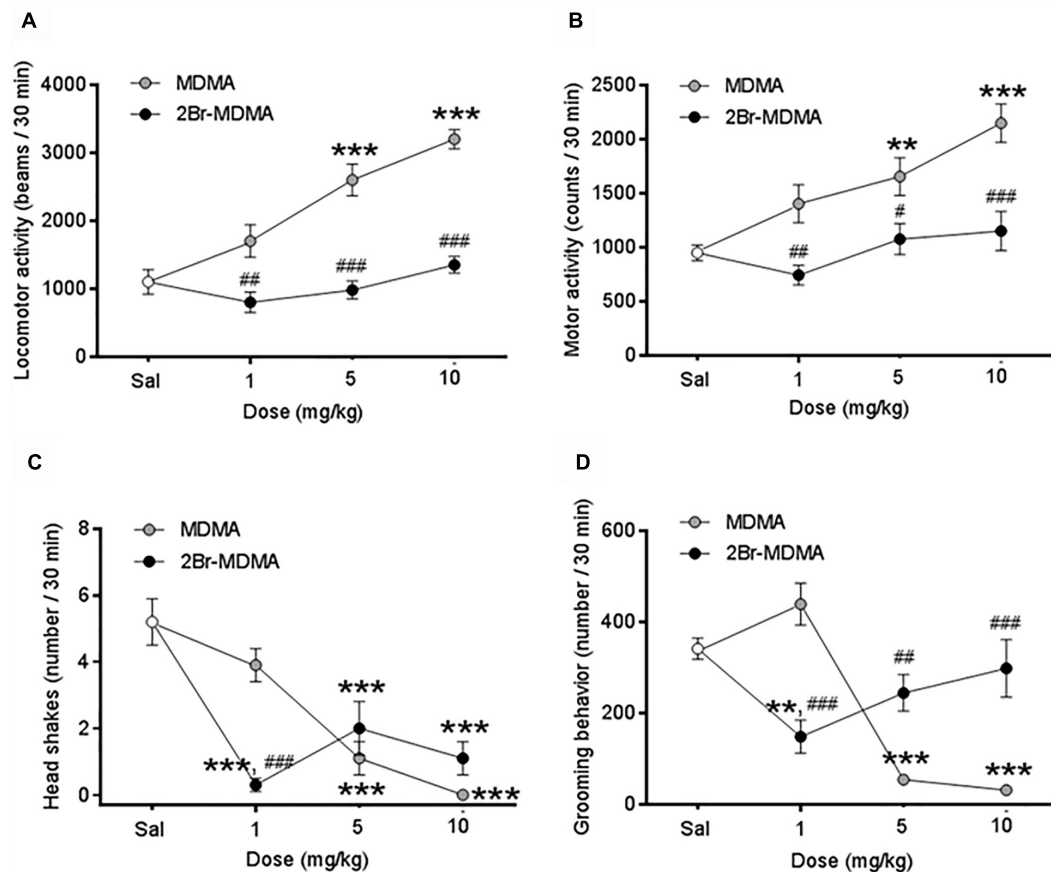 A
Locomotor activity (beams / 30 min)
4000
3000
2000
1000
0
MDMA
2Br-MDMA
***
***
##
###
###
Sal
1
5
10
Dose (mg/kg)
B
Motor activity (counts / 30 min)
2500
2000
1500
1000
500
0
MDMA
2Br-MDMA
***
**
#
###
##
Sal
1
5
10
Dose (mg/kg)
C
Head shakes (number / 30 min)
8
6
4
2
0
MDMA
2Br-MDMA
***
***
***, ###
***
***
Sal
1
5
10
Dose (mg/kg)
D
Grooming behavior (number / 30 min)
600
400
200
0
MDMA
2Br-MDMA
###
##
**, ###
***
***
Sal
1
5
10
Dose (mg/kg)